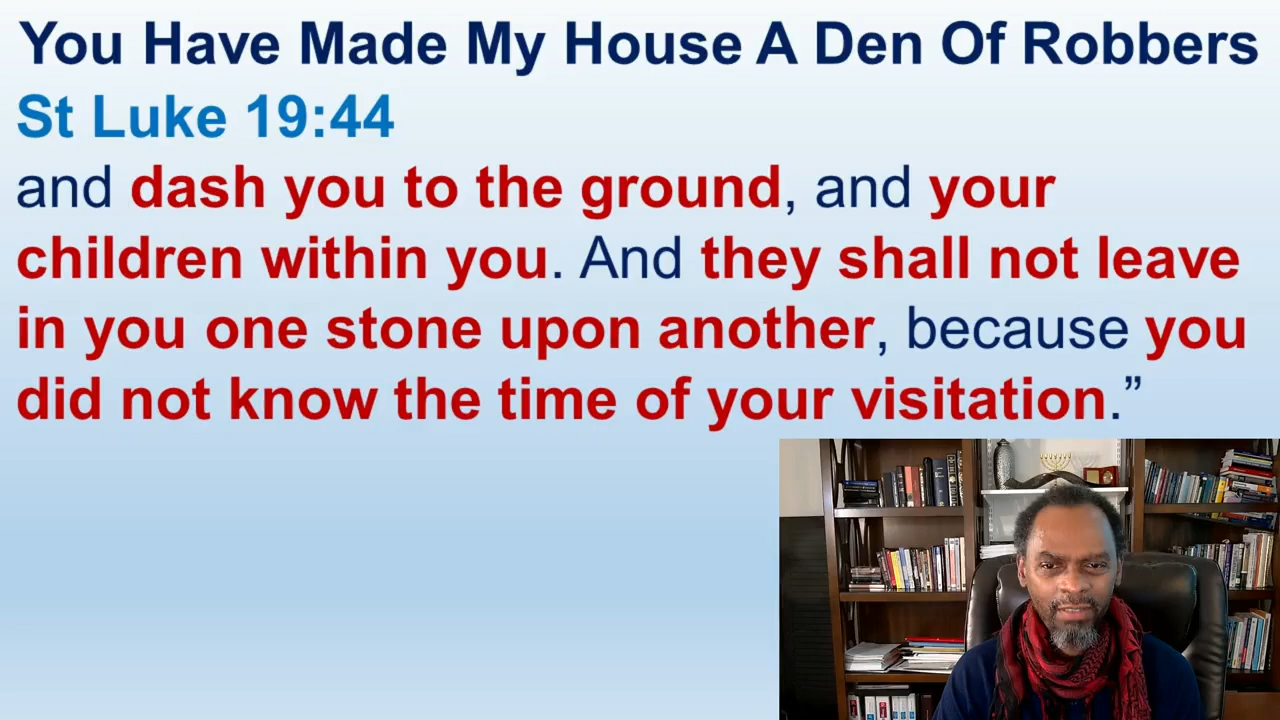 You Have Made My House A Den Of Robbers
St Luke 19:44
and dash you to the ground, and your
children within you. And they shall not leave
in you one stone upon another, because you
did not know the time of your visitation.”